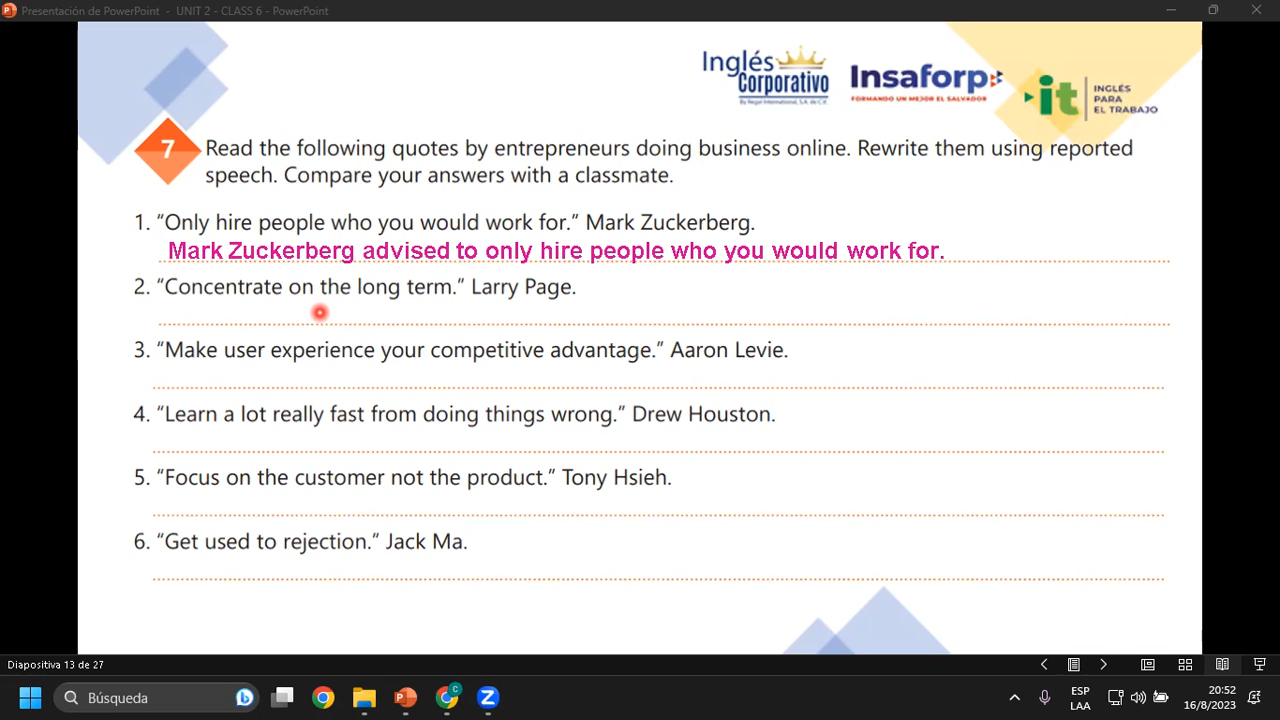 Presentación de PowerPoint - UNIT 2 - CLASS 6 - PowerPoint
Inglés Corporativo
By Regal International, S.A. de C.V.
Insaforp
FORMANDO UN MEJOR EL SALVADOR
it
INGLÉS
PARA
EL TRABAJO
7
Read the following quotes by entrepreneurs doing business online. Rewrite them using reported
speech. Compare your answers with a classmate.
1. “Only hire people who you would work for.” Mark Zuckerberg.
Mark Zuckerberg advised to only hire people who you would work for.
2. “Concentrate on the long term.” Larry Page.
3. “Make user experience your competitive advantage.” Aaron Levie.
4. “Learn a lot really fast from doing things wrong.” Drew Houston.
5. “Focus on the customer not the product.” Tony Hsieh.
6. “Get used to rejection.” Jack Ma.
Diapositiva 13 de 27
Búsqueda
ESP
LAA
20:52
16/8/2023